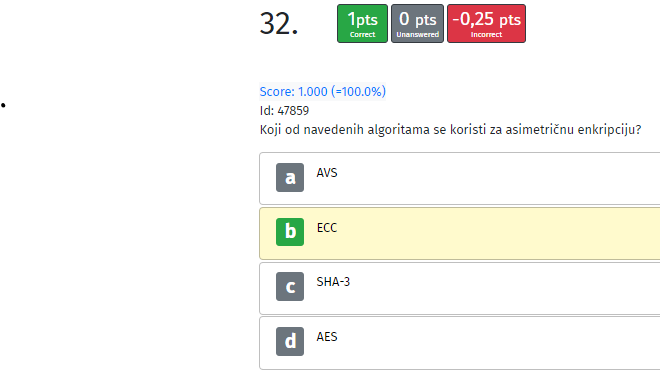 32.
1pts
Correct
0 pts
Unanswered
-0,25 pts
Incorrect
Score: 1.000 (=100.0%)
Id: 47859
Koji od navedenih algoritama se koristi za asimetričnu enkripciju?
a AVS
b ECC
c SHA-3
d AES